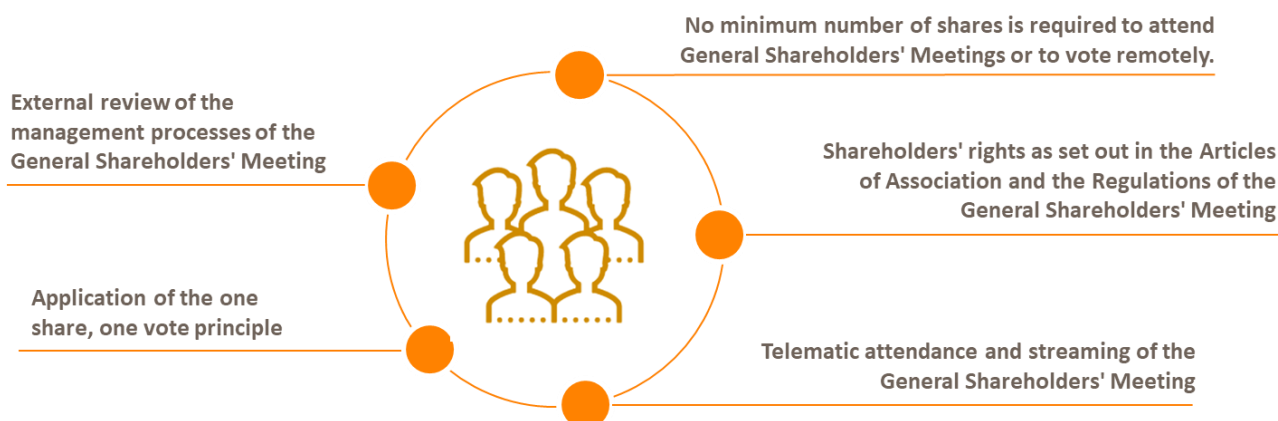 No minimum number of shares is required to attend
General Shareholders' Meetings or to vote remotely.
External review of the
management processes of the
General Shareholders' Meeting
Shareholders' rights as set out in the Articles
of Association and the Regulations of the
General Shareholders' Meeting
Application of the one
share, one vote principle
Telematic attendance and streaming of the
General Shareholders' Meeting